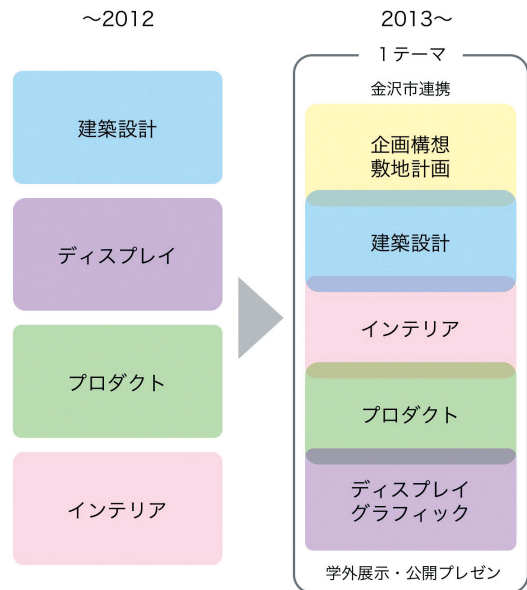 〜2012
建築設計
ディスプレイ
プロダクト
インテリア
2013〜
1テーマ
金沢市連携
企画構想
敷地計画
建築設計
インテリア
プロダクト
ディスプレイ
グラフィック
学外展示・公開プレゼン